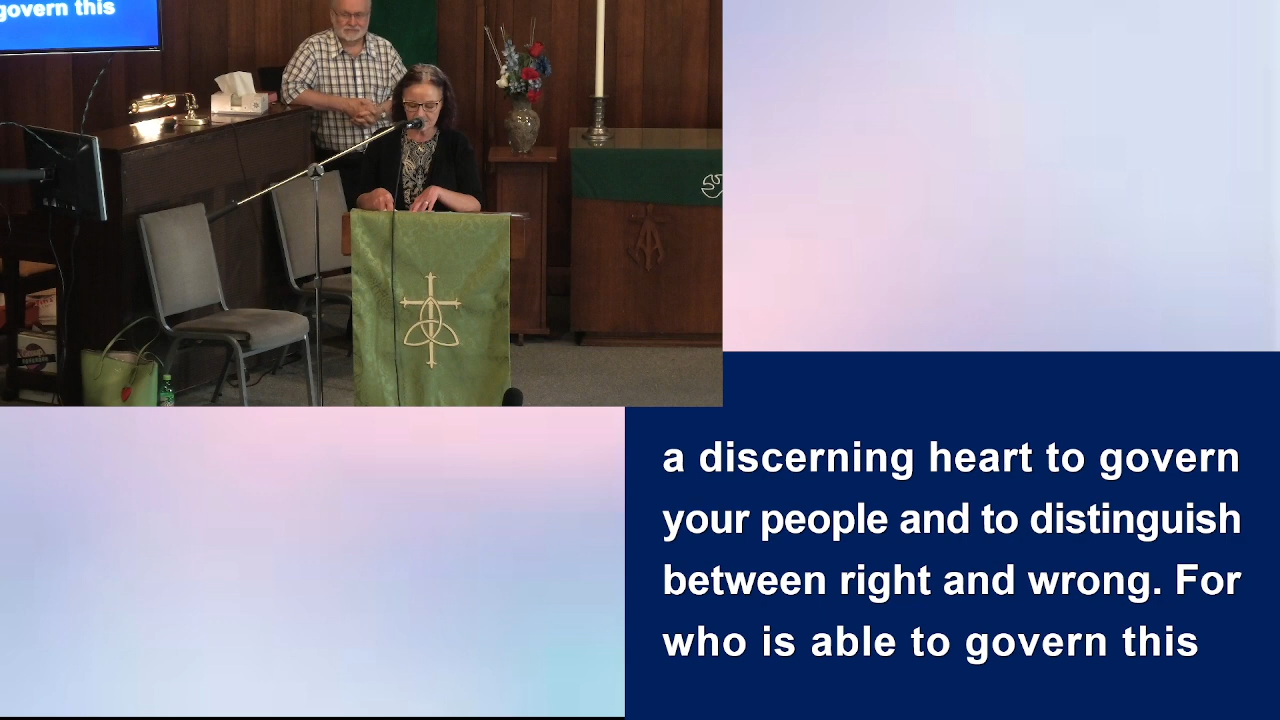 govern this
a discerning heart to govern
your people and to distinguish
between right and wrong. For
who is able to govern this